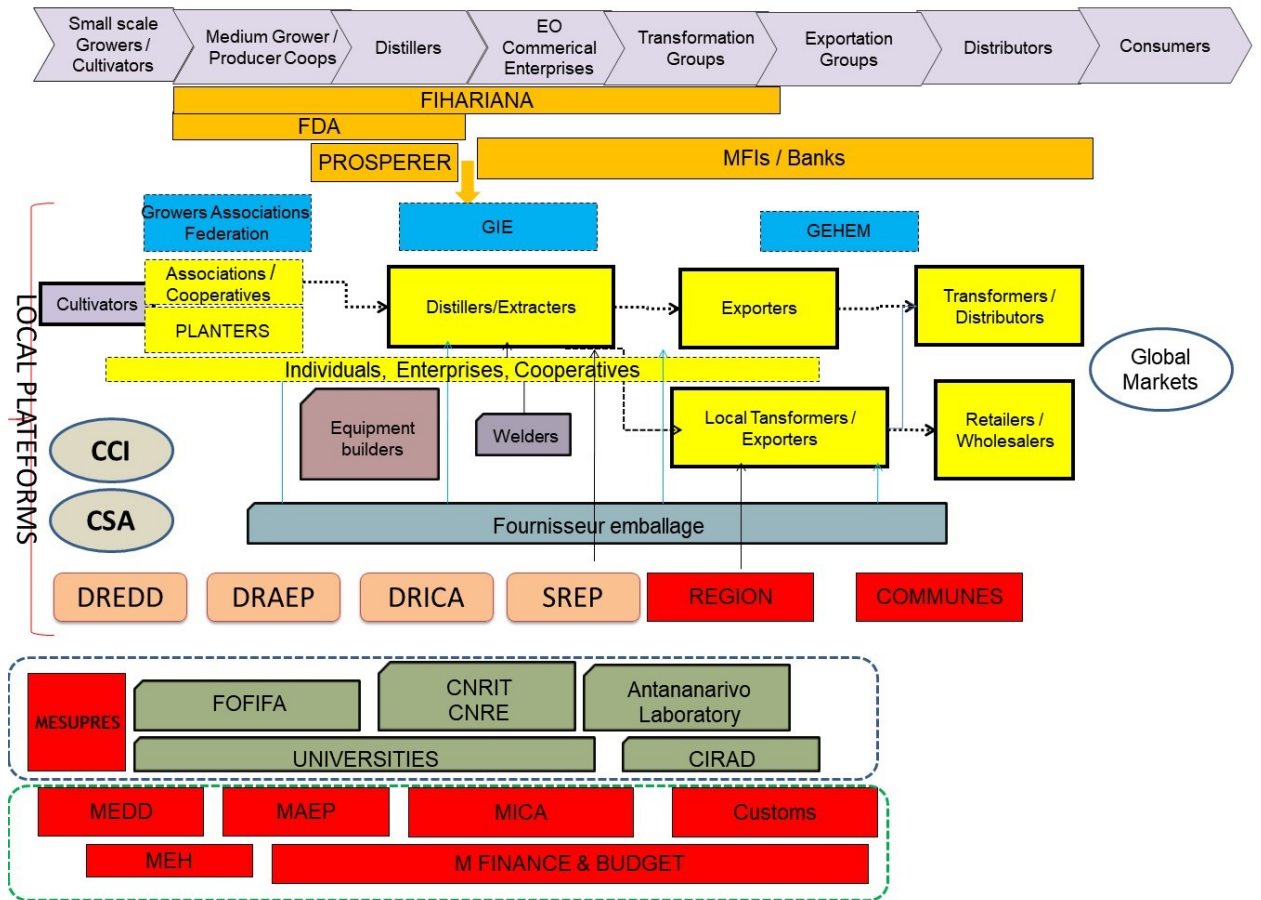 Small scale
Growers /
Cultivators
Medium Grower /
Producer Coops
Distillers
EO
Commerical
Enterprises
Transformation
Groups
Exportation
Groups
Distributors
Consumers
FIHARIANA
FDA
PROSPERER
MFIs / Banks
Growers Associations
Federation
GIE
GEHEM
LOCAL PLATEFORMS
Cultivators
Associations /
Cooperatives
PLANTERS
Distillers/Extracters
Exporters
Transformers /
Distributors
Global
Markets
Individuals, Enterprises, Cooperatives
Equipment
builders
Welders
Local Tansformers /
Exporters
Retailers /
Wholesalers
CCI
CSA
Fournisseur emballage
DREDD
DRAEP
DRICA
SREP
REGION
COMMUNES
MESUPRES
FOFIFA
CNRIT
CNRE
Antananarivo
Laboratory
UNIVERSITIES
CIRAD
MEDD
MAEP
MICA
Customs
MEH
M FINANCE & BUDGET